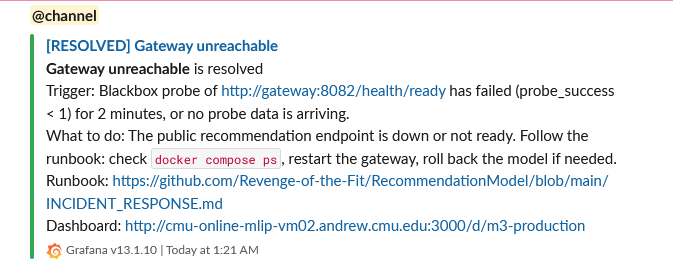 @channel
[RESOLVED] Gateway unreachable
Gateway unreachable is resolved
Trigger: Blackbox probe of http://gateway:8082/health/ready has failed (probe_success
< 1) for 2 minutes, or no probe data is arriving.
What to do: The public recommendation endpoint is down or not ready. Follow the
runbook: check docker compose ps, restart the gateway, roll back the model if needed.
Runbook: https://github.com/Revenge-of-the-Fit/RecommendationModel/blob/main/
INCIDENT_RESPONSE.md
Dashboard: http://cmu-online-mlip-vm02.andrew.cmu.edu:3000/d/m3-production
Grafana v13.1.10 | Today at 1:21 AM